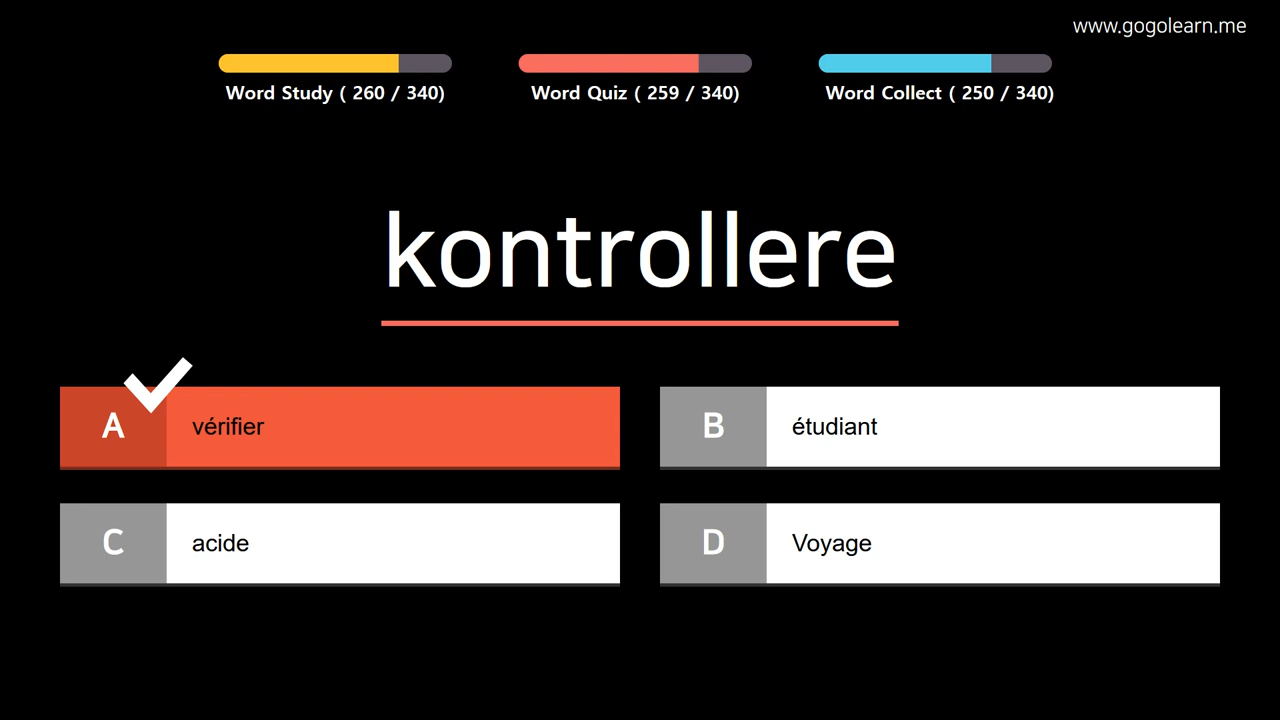 www.gogolearn.me
Word Study ( 260 / 340)
Word Quiz ( 259 / 340)
Word Collect ( 250 / 340)
kontrollere
A vérifier
B étudiant
C acide
D Voyage